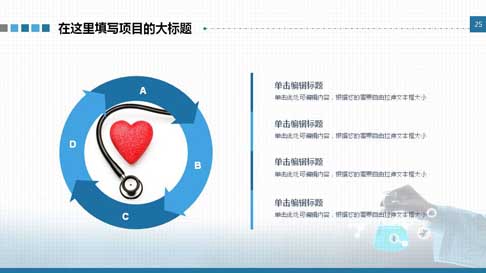 在这里填写项目的大标题
25
A
B
C
D
单击编辑标题
单击此处可编辑内容，根据您的需要自由拉伸文本框大小
单击编辑标题
单击此处可编辑内容，根据您的需要自由拉伸文本框大小
单击编辑标题
单击此处可编辑内容，根据您的需要自由拉伸文本框大小
单击编辑标题
单击此处可编辑内容，根据您的需要自由拉伸文本框大小